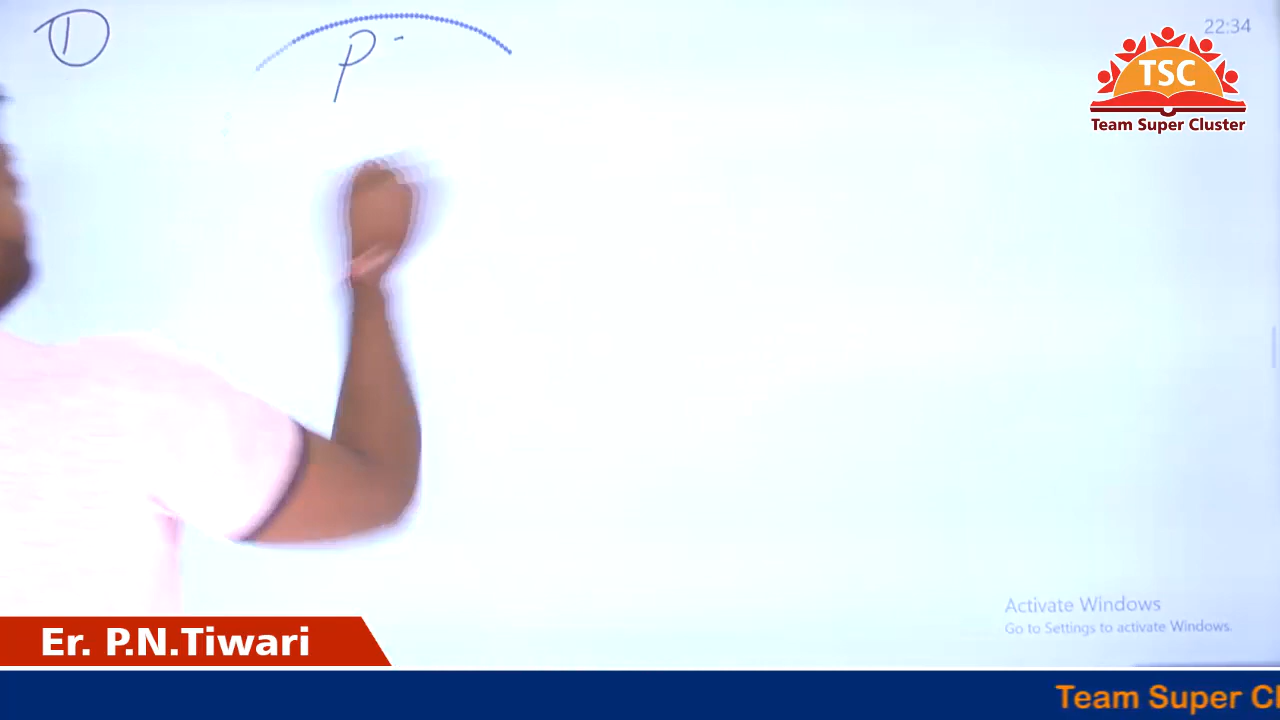 ① P -
22:34
TSC
Team Super Cluster
Activate Windows
Go to Settings to activate Windows.
Er. P.N.Tiwari
Team Super Cl